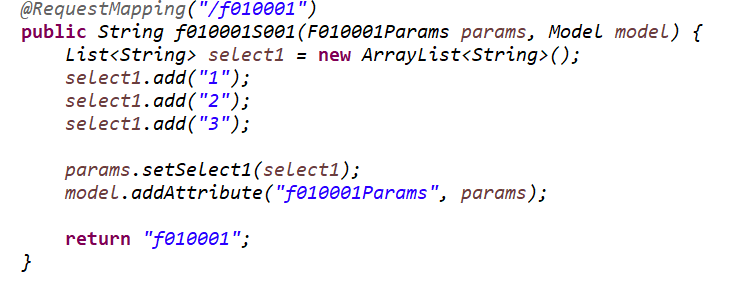 @RequestMapping("/f010001")
public String f010001S001(F010001Params params, Model model) {
List<String> select1 = new ArrayList<String>();
select1.add("1");
select1.add("2");
select1.add("3");
params.setSelect1(select1);
model.addAttribute("f010001Params", params);
return "f010001";
}